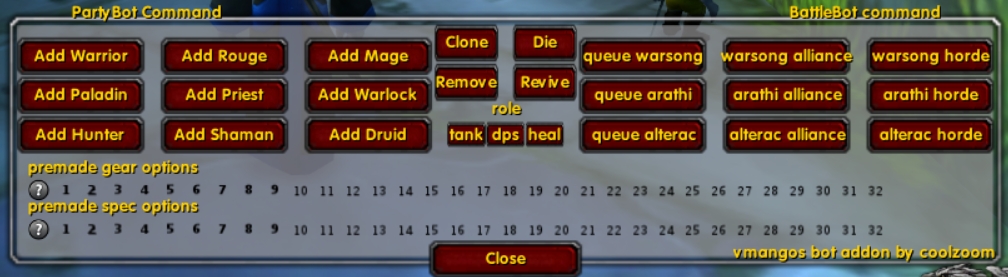 PartyBot Command BattleBot command
Add Warrior Add Rouge Add Mage Clone Die queue warsong warsong alliance warsong horde
Add Paladin Add Priest Add Warlock Remove Revive queue arathi arathi alliance arathi horde
role
Add Hunter Add Shaman Add Druid tank dps heal queue alterac alterac alliance alterac horde
premade gear options
? 1 2 3 4 5 6 7 8 9 10 11 12 13 14 15 16 17 18 19 20 21 22 23 24 25 26 27 28 29 30 31 32
premade spec options
? 1 2 3 4 5 6 7 8 9 10 11 12 13 14 15 16 17 18 19 20 21 22 23 24 25 26 27 28 29 30 31 32
Close vmangos bot addon by coolzoom